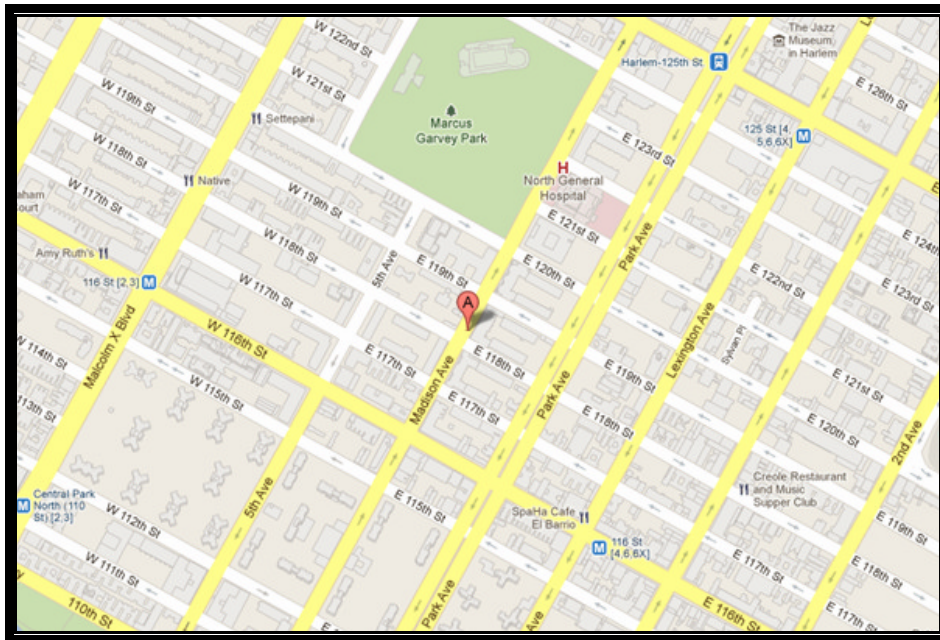 W 122nd St
W 121st St
Harlem-125th St
The Jazz
Museum
in Harlem
W 119th St
Settepani
Marcus
Garvey Park
E 126th St
125 St [4,
5,6,6X]
W 118th St
E 123rd St
Native
North General
Hospital
W 117th St
W 119th St
E 121st St
Park Ave
E 124th
W 118th St
5th Ave
E 119th St
E 120th St
E 122nd St
E 123rd St
Amy Ruth's
116 St [2,3]
W 117th St
A
Malcolm X Blvd
W 116th St
E 117th St
E 118th St
Lexington Ave
Sylvan Pl
W 114th St
W 115th St
Madison Ave
E 117th St
Park Ave
E 119th St
E 121st St
113th St
E 118th St
E 120th St
2nd Ave
Central Park
North (110
St) [2,3]
5th Ave
E 115th St
Creole Restaurant
and Music
Supper Club
W 112th St
SpaHa Cafe
El Barrio
E 119th St
W 111th St
116 St
[4,6,6X]
E 117th St
E 118th St
110th St
Park Ave
Ave
E 116th St
E 117th St